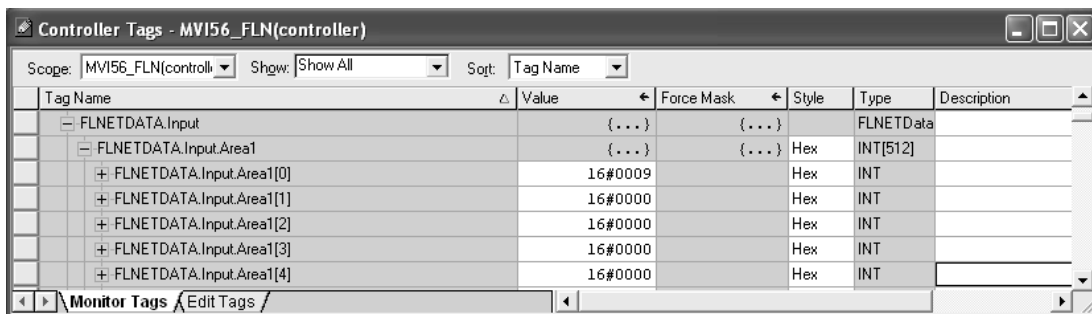 Controller Tags - MVI56_FLN(controller)
Scope: MVI56_FLN(controll Show: Show All Sort: Tag Name
Tag Name Value Force Mask Style Type Description
FLNETDATA.Input {...} {...} FLNETData
FLNETDATA.Input.Area1 {...} {...} Hex INT[512]
FLNETDATA.Input.Area1[0] 16#0009 Hex INT
FLNETDATA.Input.Area1[1] 16#0000 Hex INT
FLNETDATA.Input.Area1[2] 16#0000 Hex INT
FLNETDATA.Input.Area1[3] 16#0000 Hex INT
FLNETDATA.Input.Area1[4] 16#0000 Hex INT
Monitor Tags Edit Tags